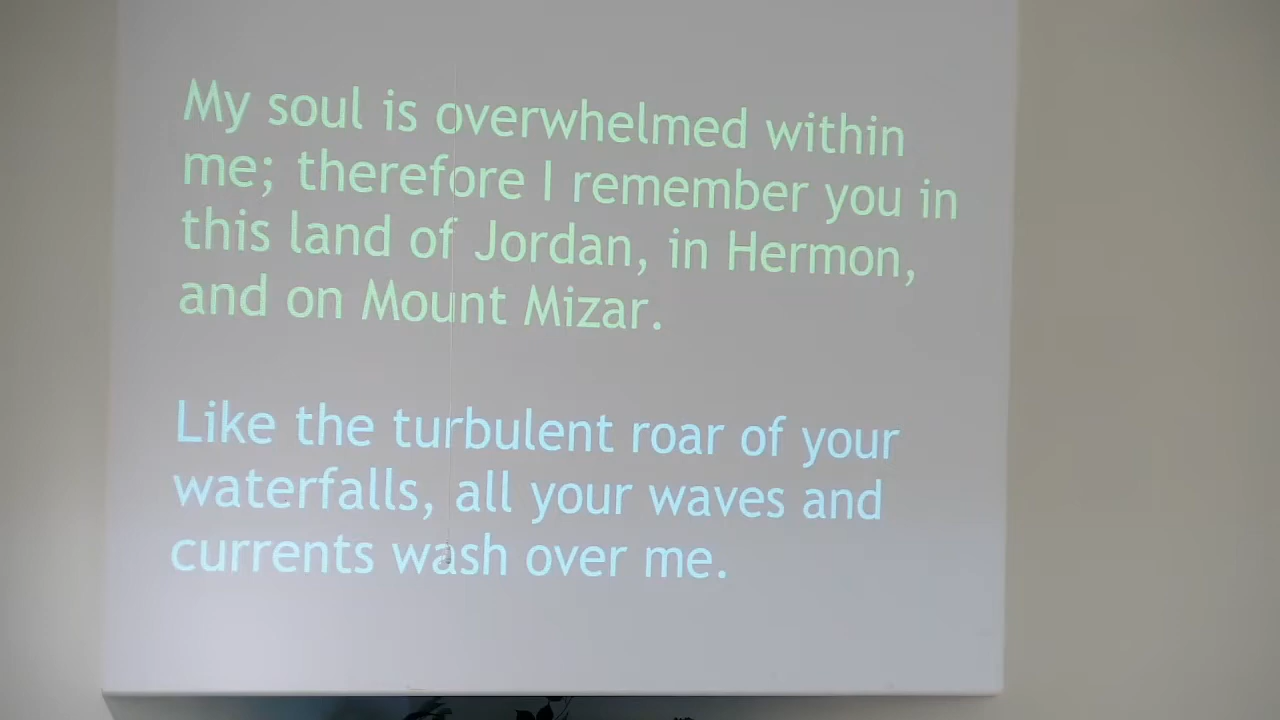 My soul is overwhelmed within
me; therefore I remember you in
this land of Jordan, in Hermon,
and on Mount Mizar.
Like the turbulent roar of your
waterfalls, all your waves and
currents wash over me.